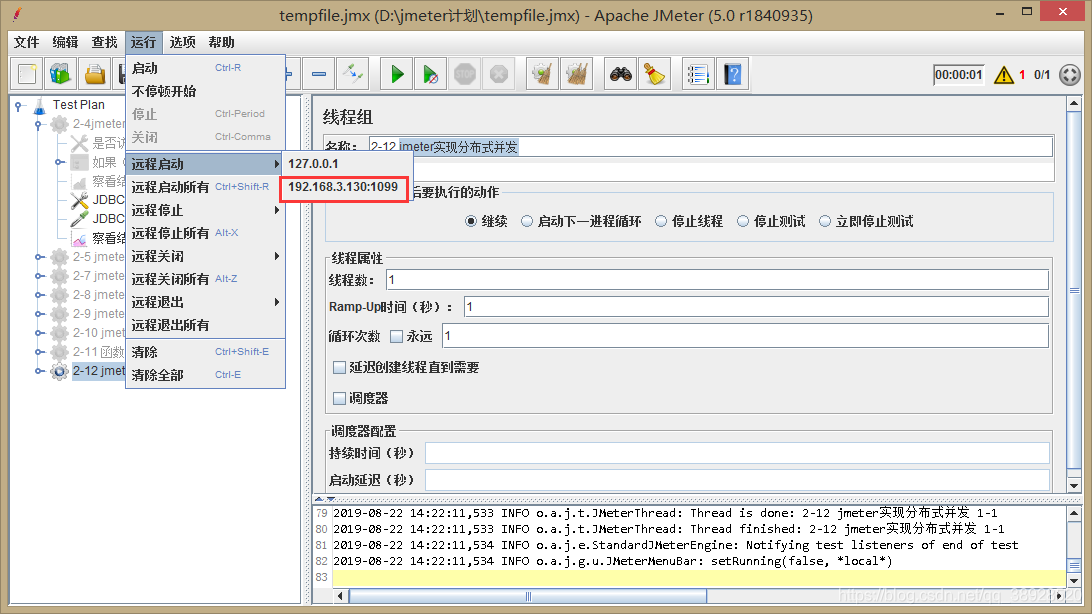 tempfile.jmx (D:\jmeter计划\tempfile.jmx) - Apache JMeter (5.0 r1840935)
文件 编辑 查找 运行 选项 帮助
00:00:01 1 0/1
启动 Ctrl-R
不停顿开始
停止 Ctrl-Period
关闭 Ctrl-Comma
远程启动
远程启动所有 Ctrl+Shift-R
远程停止
远程停止所有 Alt-X
远程关闭
远程关闭所有 Alt-Z
远程退出
远程退出所有
清除 Ctrl+Shift-E
清除全部 Ctrl-E
127.0.0.1
192.168.3.130:1099
Test Plan
2-4jmeter
是否访
如果（
察看结
JDBC
JDBC
察看结
2-5 jmete
2-7 jmete
2-8 jmete
2-9 jmete
2-10 jmet
2-11 函数
2-12 jmet
线程组
名称： 2-12 jmeter实现分布式并发
后要执行的动作
继续 启动下一进程循环 停止线程 停止测试 立即停止测试
线程属性
线程数： 1
Ramp-Up时间（秒）： 1
循环次数 永远 1
延迟创建线程直到需要
调度器
调度器配置
持续时间（秒）
启动延迟（秒）
79 2019-08-22 14:22:11,533 INFO o.a.j.t.JMeterThread: Thread is done: 2-12 jmeter实现分布式并发 1-1
80 2019-08-22 14:22:11,533 INFO o.a.j.t.JMeterThread: Thread finished: 2-12 jmeter实现分布式并发 1-1
81 2019-08-22 14:22:11,534 INFO o.a.j.e.StandardJMeterEngine: Notifying test listeners of end of test
82 2019-08-22 14:22:11,534 INFO o.a.j.g.u.JMeterMenuBar: setRunning(false, *local*)
83